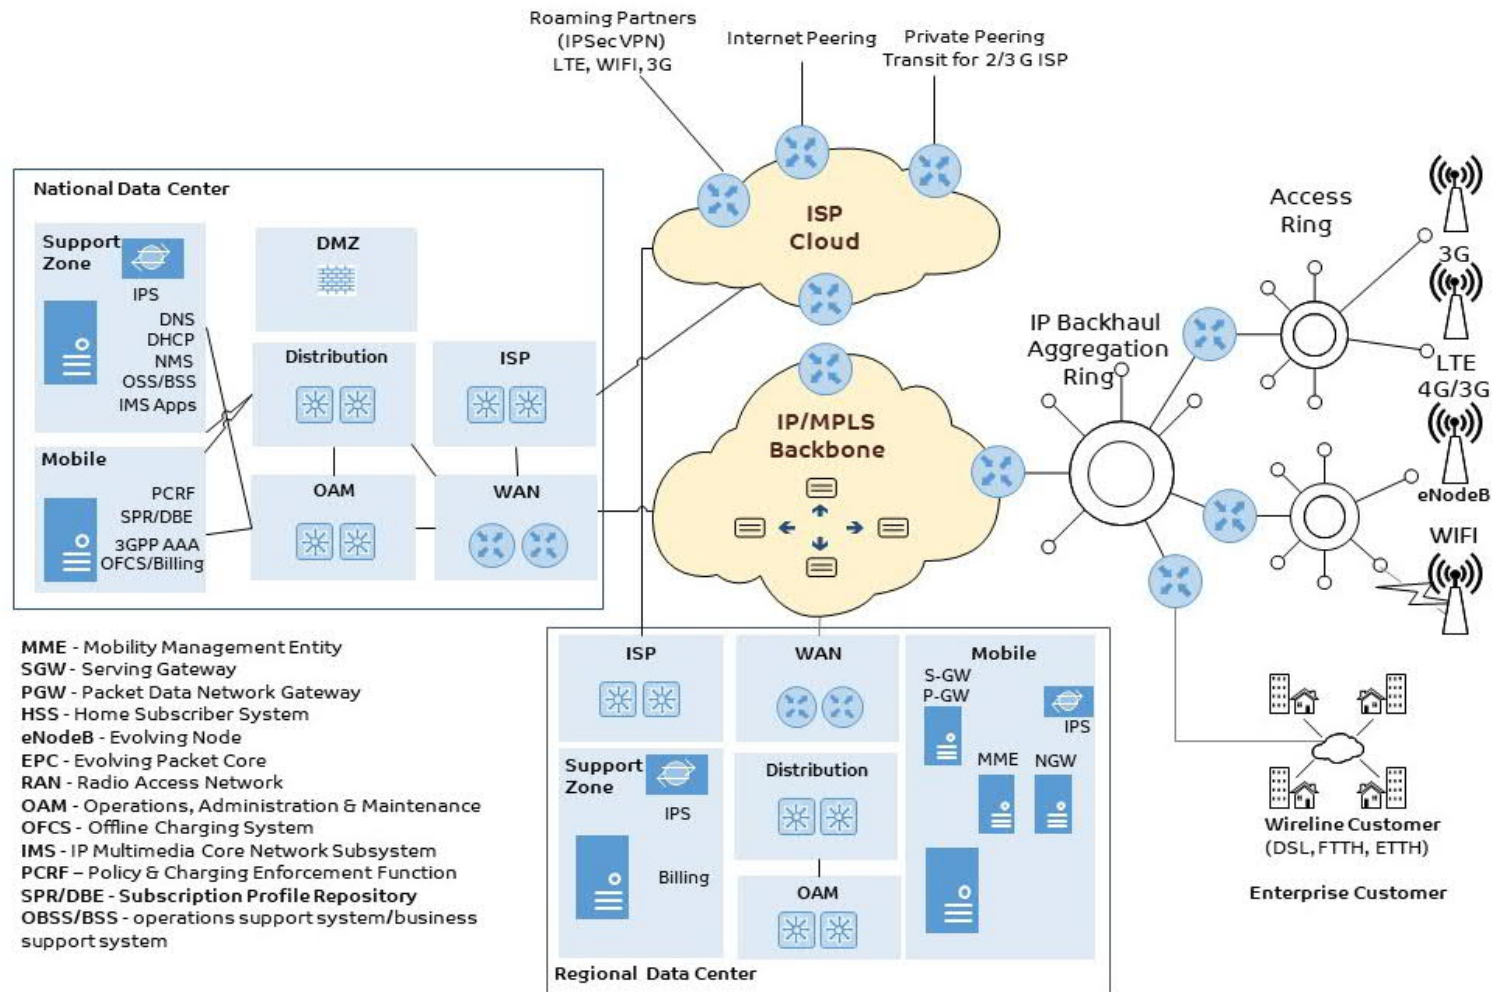 Roaming Partners
(IPSec VPN)
LTE, WIFI, 3G
Internet Peering
Private Peering
Transit for 2/3 G ISP
National Data Center
Support
Zone
IPS
DNS
DHCP
NMS
OSS/BSS
IMS Apps
DMZ
Distribution
ISP
Mobile
PCRF
SPR/DBE
3GPP AAA
OFCS/Billing
OAM
WAN
ISP
Cloud
IP/MPLS
Backbone
IP Backhaul
Aggregation
Ring
Access
Ring
3G
LTE
4G/3G
eNodeB
WIFI
MME - Mobility Management Entity
SGW - Serving Gateway
PGW - Packet Data Network Gateway
HSS - Home Subscriber System
eNodeB - Evolving Node
EPC - Evolving Packet Core
RAN - Radio Access Network
OAM - Operations, Administration & Maintenance
OFCS - Offline Charging System
IMS - IP Multimedia Core Network Subsystem
PCRF – Policy & Charging Enforcement Function
SPR/DBE - Subscription Profile Repository
OBSS/BSS - operations support system/business
support system
ISP
WAN
Mobile
S-GW
P-GW
IPS
MME
NGW
Support
Zone
IPS
Billing
Distribution
OAM
Regional Data Center
Wireline Customer
(DSL, FTTH, ETTH)
Enterprise Customer